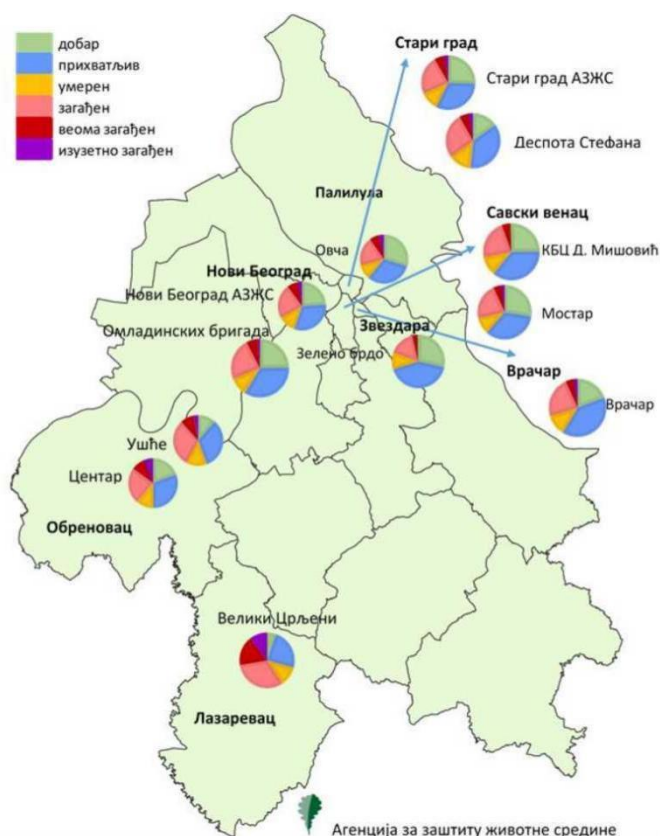 добар
прихватљив
умерен
загађен
веома загађен
изузетно загађен
Стари град
Стари град АЗЖС
Деспота Стефана
Палилула
Савски венац
Овча
КБЦ Д. Мишовић
Нови Београд
Нови Београд АЗЖС
Мостар
Омладинских бригада
Звездара
Зелено брдо
Врачар
Врачар
Ушће
Центар
Обреновац
Велики Црљени
Лазаревац
Агенција за заштиту животне средине